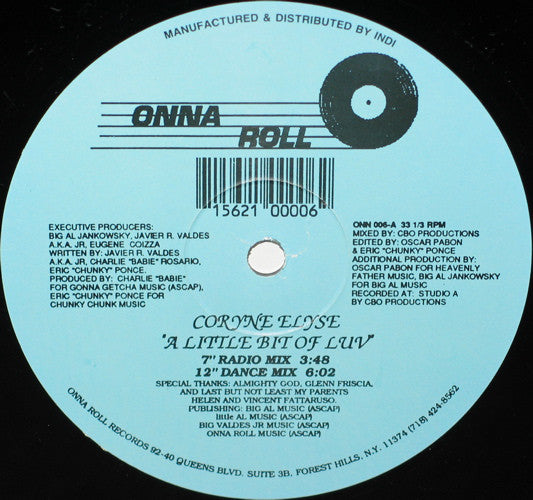 MANUFACTURED & DISTRIBUTED BY INDI
ONNA
ROLL
15621 00006
EXECUTIVE PRODUCERS:
BIG AL JANKOWSKY, JAVIER R. VALDES
A.K.A. JR, EUGENE COIZZA
WRITTEN BY: JAVIER R. VALDES
A.K.A. JR, CHARLIE "BABIE" ROSARIO,
ERIC "CHUNKY" PONCE.
PRODUCED BY: CHARLIE "BABIE"
FOR GONNA GETCHA MUSIC (ASCAP),
ERIC "CHUNKY" PONCE FOR
CHUNKY CHUNK MUSIC
ONN 006-A 33 1/3 RPM
MIXED BY: CBO PRODUCTIONS
EDITED BY: OSCAR PABON
& ERIC "CHUNKY" PONCE
ADDITIONAL PRODUCTION BY:
OSCAR PABON FOR HEAVENLY
FATHER MUSIC, BIG AL JANKOWSKY
FOR BIG AL MUSIC
RECORDED AT: STUDIO A
BY CBO PRODUCTIONS
CORYNE ELYSE
"A LITTLE BIT OF LUV"
7" RADIO MIX 3:48
12" DANCE MIX 6:02
SPECIAL THANKS: ALMIGHTY GOD, GLENN FRISCIA,
AND LAST BUT NOT LEAST MY PARENTS
HELEN AND VINCENT FATTARUSO.
PUBLISHING: BIG AL MUSIC (ASCAP)
little AL MUSIC (ASCAP)
BIG VALDES JR MUSIC (ASCAP)
ONNA ROLL MUSIC (ASCAP)
ONNA ROLL RECORDS 92-40 QUEENS BLVD. SUITE 3B, FOREST HILLS, N.Y. 11374 (718) 424-8562